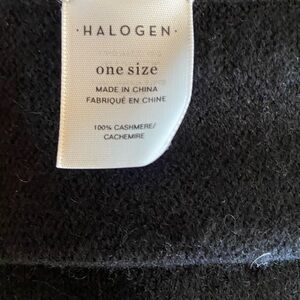 ·HALOGEN·
one size
MADE IN CHINA
FABRIQUÉ EN CHINE
100% CASHMERE/
CACHEMIRE